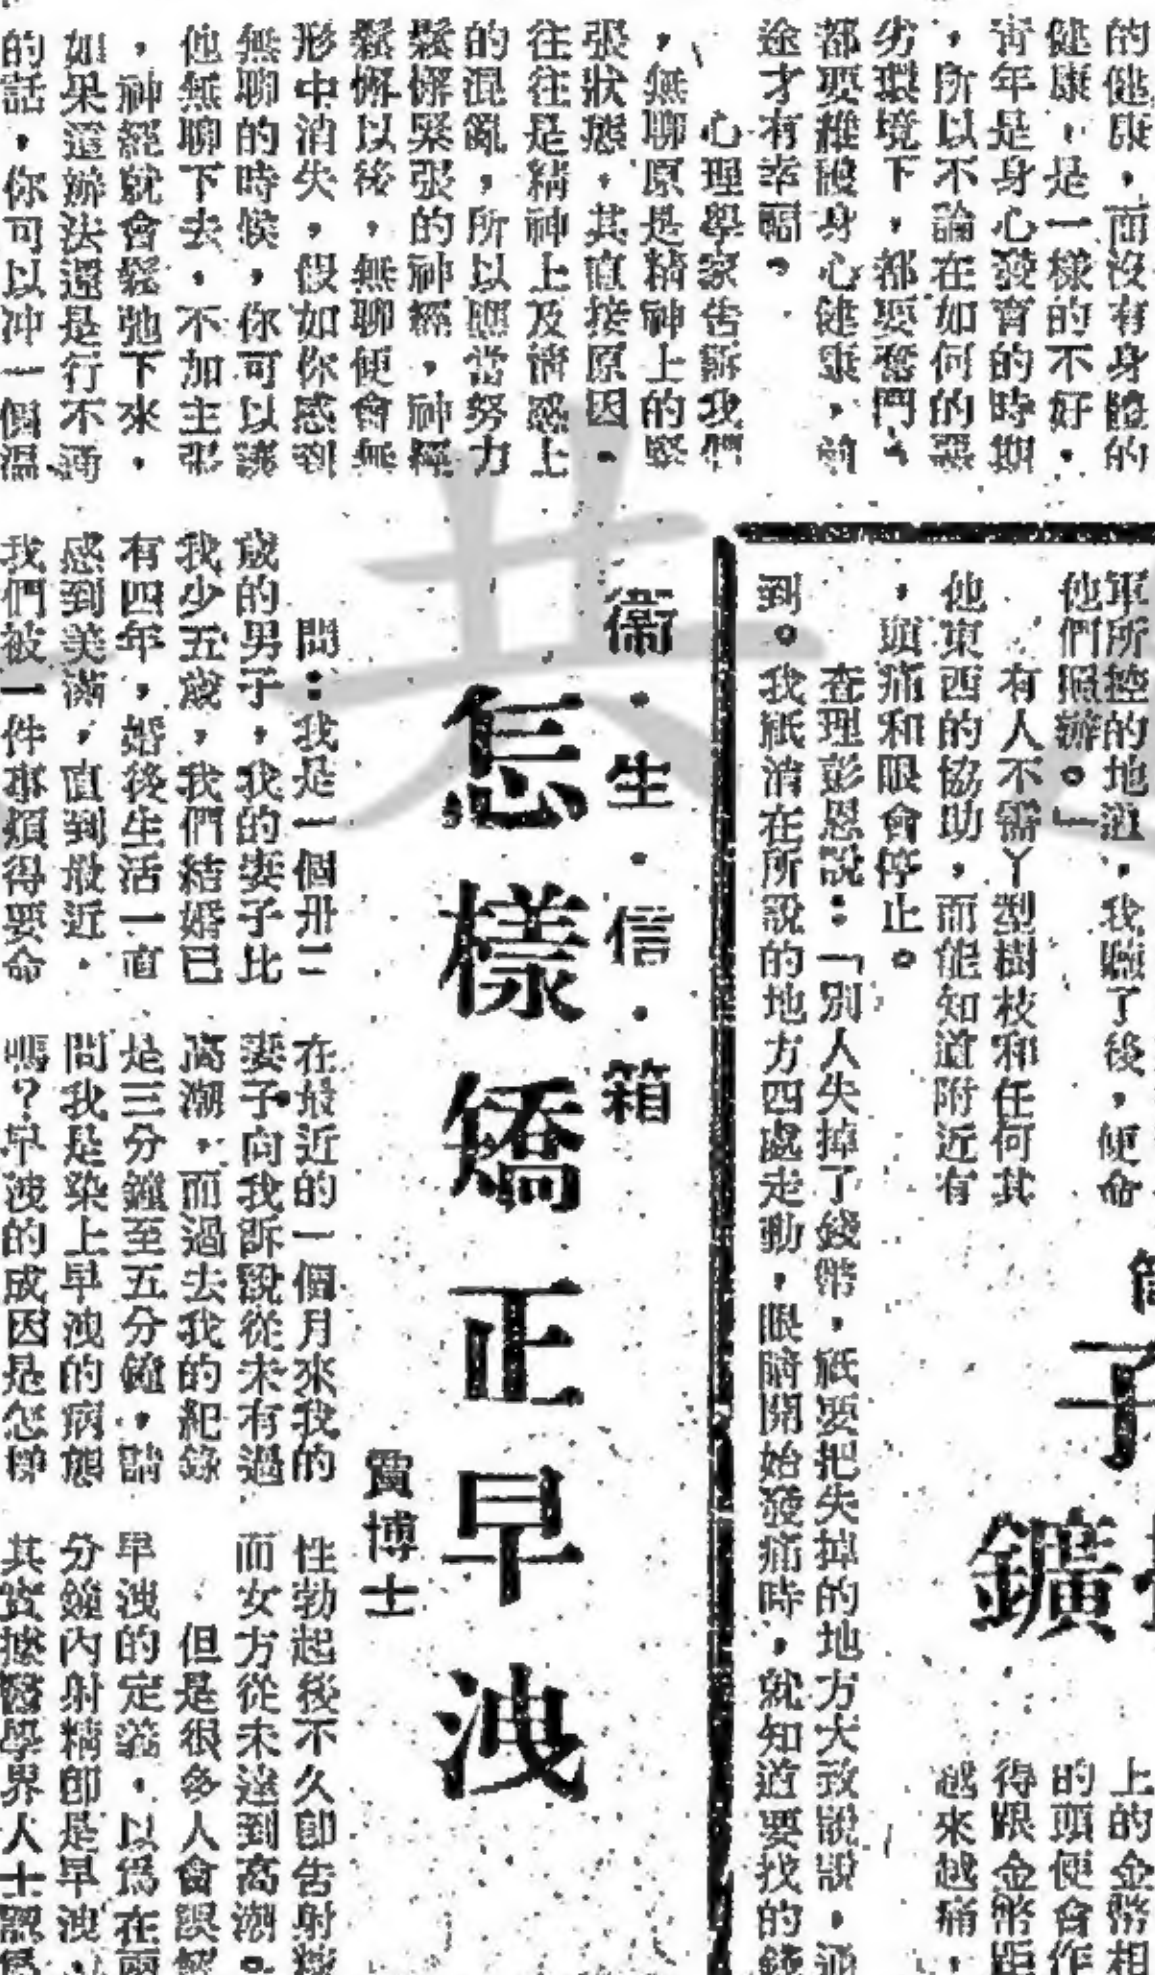 的健康，而沒有身體的
健康，是一樣的不好。
青年是身心發育的時期
，所以不論在如何的惡
劣環境下，都要奮鬥，
都要維護身心健康，前
途才有幸福。
心理學家告訴我們
，無聊原是精神上的緊
張狀態，其直接原因，
往往是精神上及情感上
的混亂，所以應當努力
鬆懈緊張的神經，神經
鬆懈以後，無聊便會無
形中消失，假如你感到
無聊的時候，你可以讓
他無聊下去，不加主張
，神經就會鬆弛下來，
如果這辦法還是行不通
的話，你可以冲一個溫
軍所控的地
他們照辦。」
我聽了後，便命
有人不需丫型樹枝和任何其
他東西的協助，而能知道附近有
，頭痛和眼會停止。
查理彭恩說：「別人失掉了錢幣，祇要把失掉的地方大致說說，通
到。我祇消在所說的地方四處走動，眼睛開始發痛時，就知道要找的錢
子
鑛
上的金幣相
的頭便會作
得跟金幣距
越來越痛，
衞・生・信・箱
怎樣矯正早洩
賈博士
問：我是一個卅二
歲的男子，我的妻子比
我少五歲，我們結婚已
有四年，婚後生活一直
感到美滿，直到最近，
我們被一件事煩得要命
在最近的一個月來我的
妻子向我訴說從未有過
高潮，而過去我的紀錄
是三分鐘至五分鐘，請
問我是染上早洩的病態
嗎？早洩的成因是怎樣
性勃起後不久卽告射精
而女方從未達到高潮。
但是很多人會誤解
早洩的定義，以爲在兩
分鐘內射精卽是早洩，
其實據醫學界人士認爲